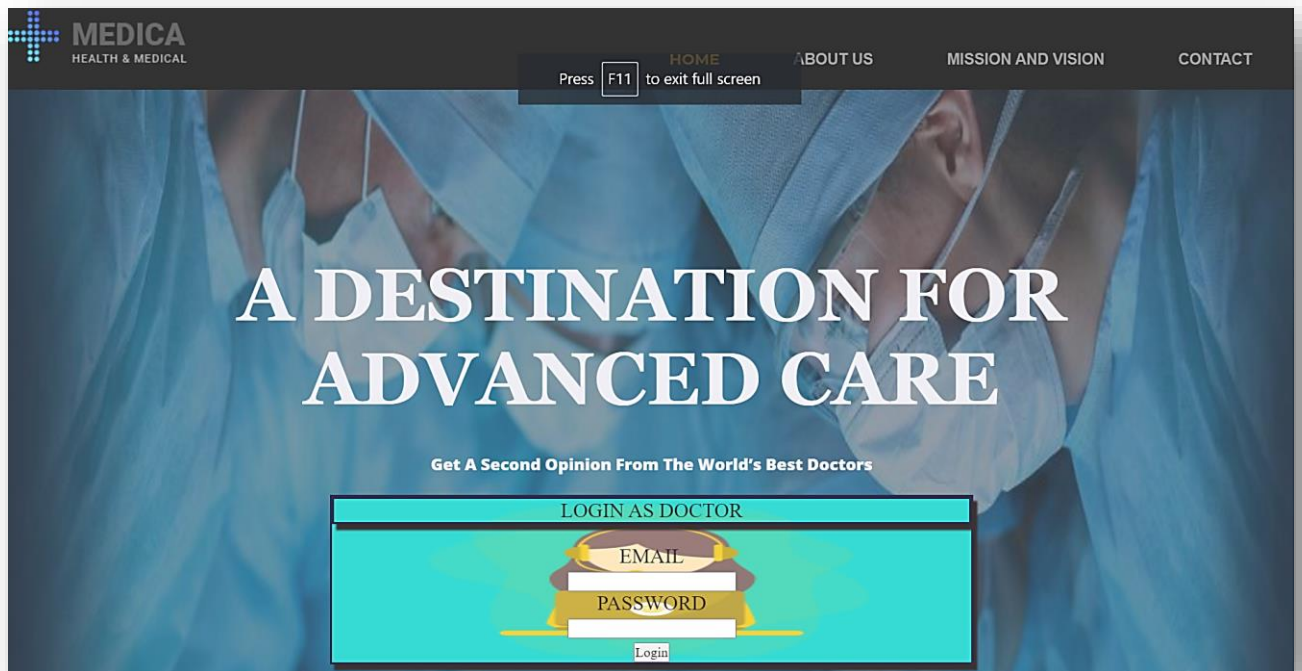 MEDICA
HEALTH & MEDICAL
HOME
ABOUT US
MISSION AND VISION
CONTACT
Press F11 to exit full screen
A DESTINATION FOR
ADVANCED CARE
Get A Second Opinion From The World’s Best Doctors
LOGIN AS DOCTOR
EMAIL
PASSWORD
Login